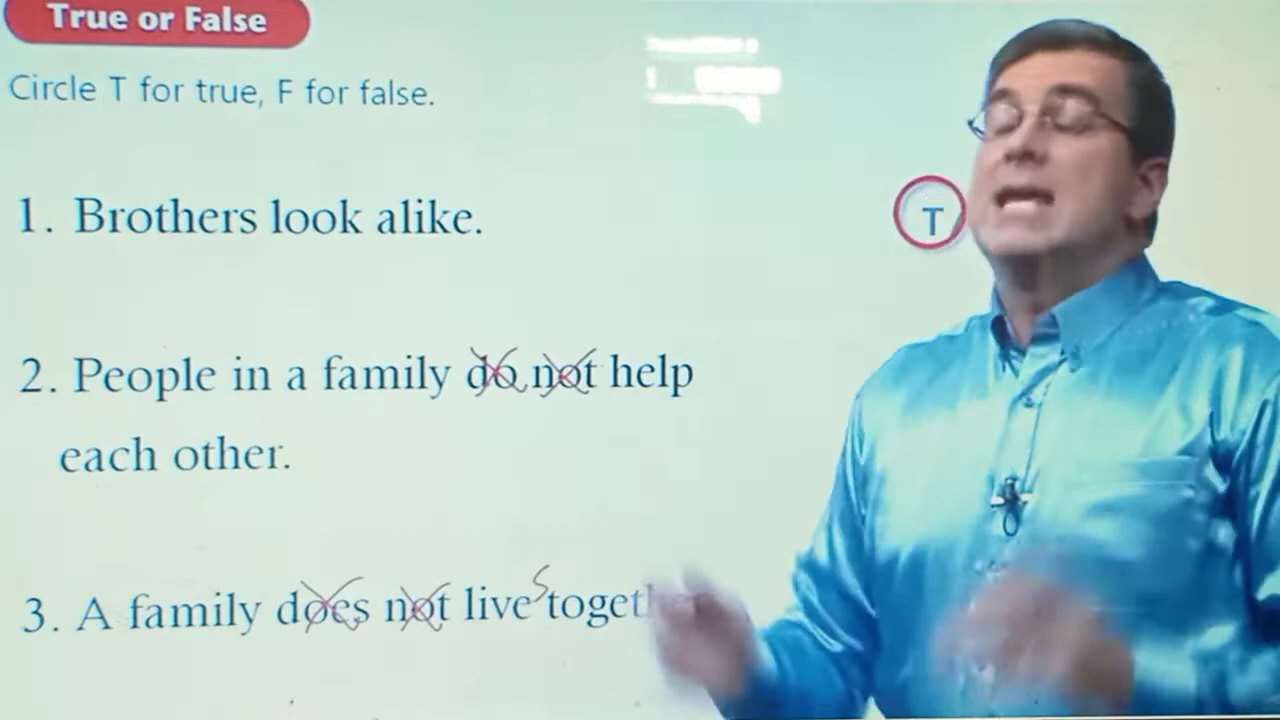 True or False
Circle T for true, F for false.
1. Brothers look alike.
T
2. People in a family do not help
each other.
3. A family does not live s together